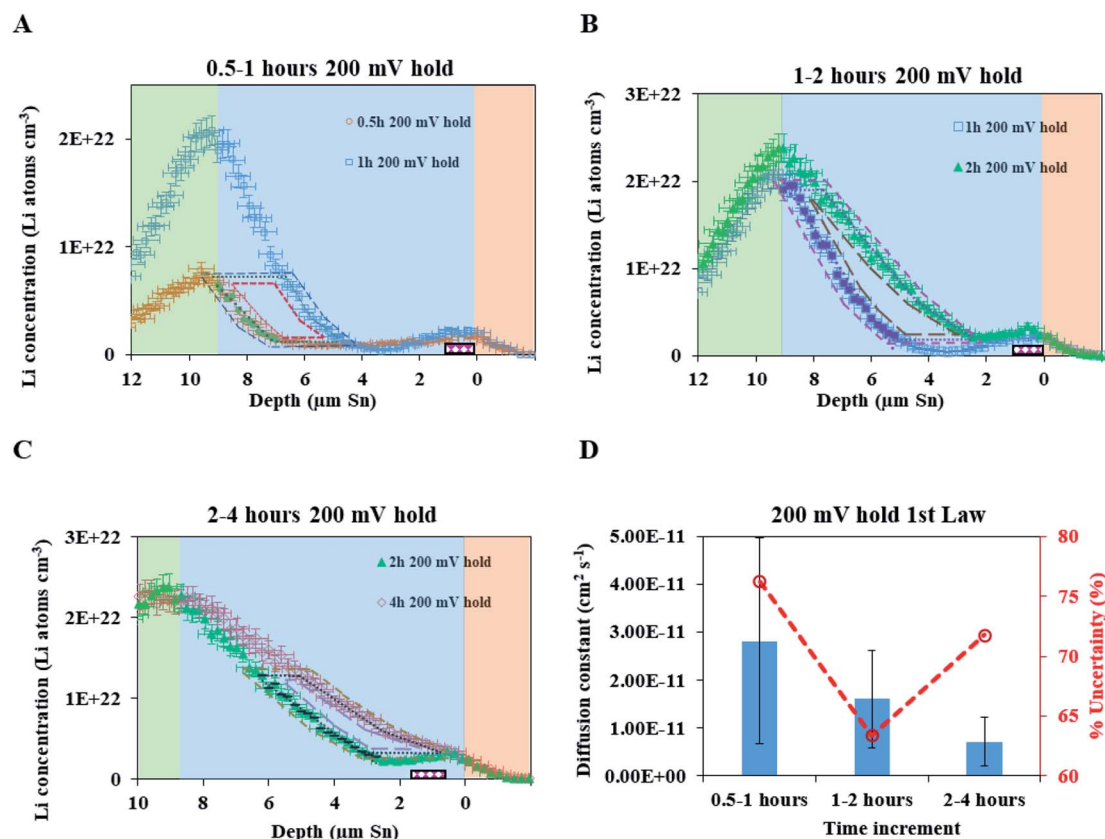 A
0.5-1 hours 200 mV hold
Li concentration (Li atoms cm-3)
2E+22
1E+22
0
0.5h 200 mV hold
1h 200 mV hold
12 10 8 6 4 2 0
Depth (µm Sn)
B
1-2 hours 200 mV hold
Li concentration (Li atoms cm-3)
3E+22
2E+22
1E+22
0
1h 200 mV hold
2h 200 mV hold
12 10 8 6 4 2 0
Depth (µm Sn)
C
2-4 hours 200 mV hold
Li concentration (Li atoms cm-3)
3E+22
2E+22
1E+22
0
2h 200 mV hold
4h 200 mV hold
10 8 6 4 2 0
Depth (µm Sn)
D
200 mV hold 1st Law
Diffusion constant (cm² s-1)
5.00E-11
4.00E-11
3.00E-11
2.00E-11
1.00E-11
0.00E+00
80
75
70
65
60
% Uncertainty (%)
0.5-1 hours 1-2 hours 2-4 hours
Time increment